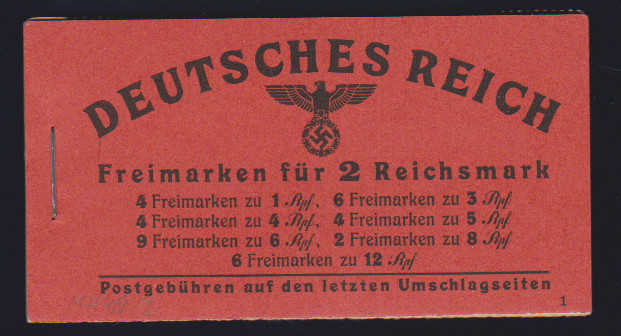 DEUTSCHES REICH
Freimarken für 2 Reichsmark
4 Freimarken zu 1 Rpf, 6 Freimarken zu 3 Rpf
4 Freimarken zu 4 Rpf, 4 Freimarken zu 5 Rpf
9 Freimarken zu 6 Rpf, 2 Freimarken zu 8 Rpf
6 Freimarken zu 12 Rpf
Postgebühren auf den letzten Umschlagseiten
1